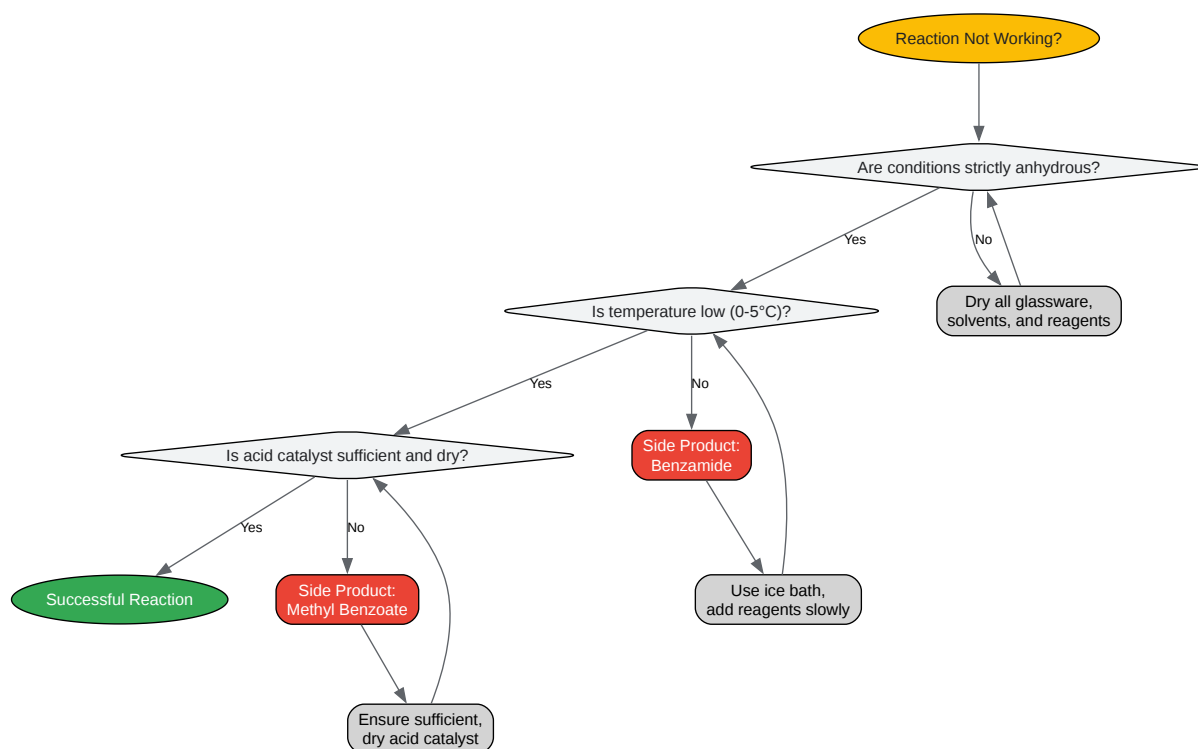 Reaction Not Working?
Are conditions strictly anhydrous?
Yes
No
Is temperature low (0-5°C)?
Dry all glassware,
solvents, and reagents
Yes
No
Is acid catalyst sufficient and dry?
Side Product:
Benzamide
Yes
No
Successful Reaction
Side Product:
Methyl Benzoate
Use ice bath,
add reagents slowly
Ensure sufficient,
dry acid catalyst